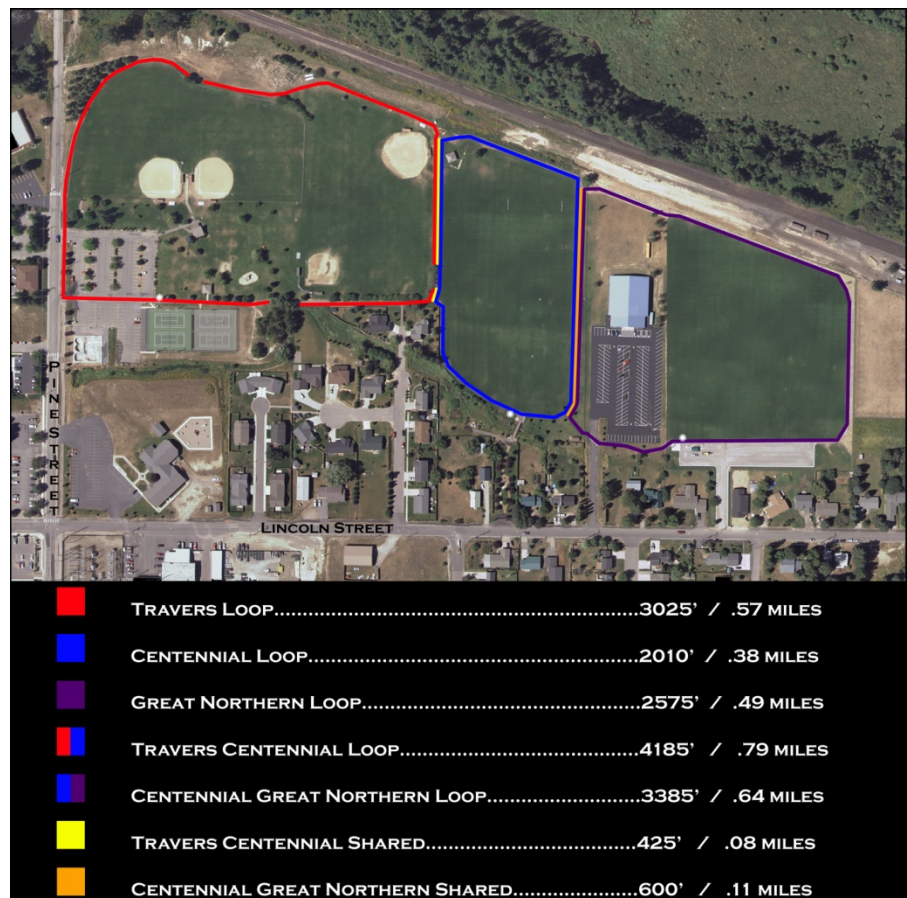 PINE STREET
LINCOLN STREET
TRAVERS LOOP.................................................................3025' / .57 MILES
CENTENNIAL LOOP...........................................................2010' / .38 MILES
GREAT NORTHERN LOOP..................................................2575' / .49 MILES
TRAVERS CENTENNIAL LOOP...........................................4185' / .79 MILES
CENTENNIAL GREAT NORTHERN LOOP............................3385' / .64 MILES
TRAVERS CENTENNIAL SHARED......................................425' / .08 MILES
CENTENNIAL GREAT NORTHERN SHARED.......................600' / .11 MILES